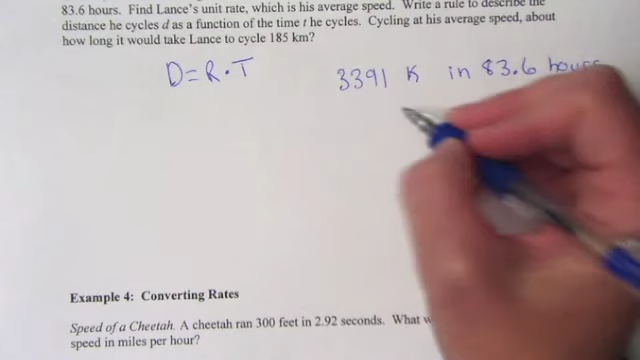 83.6 hours. Find Lance's unit rate, which is his average speed. Write a rule to describe the
distance he cycles d as a function of the time t he cycles. Cycling at his average speed, about
how long it would take Lance to cycle 185 km?
D=R·T 3391 K in 83.6 hours
Example 4: Converting Rates
Speed of a Cheetah. A cheetah ran 300 feet in 2.92 seconds. What
speed in miles per hour?